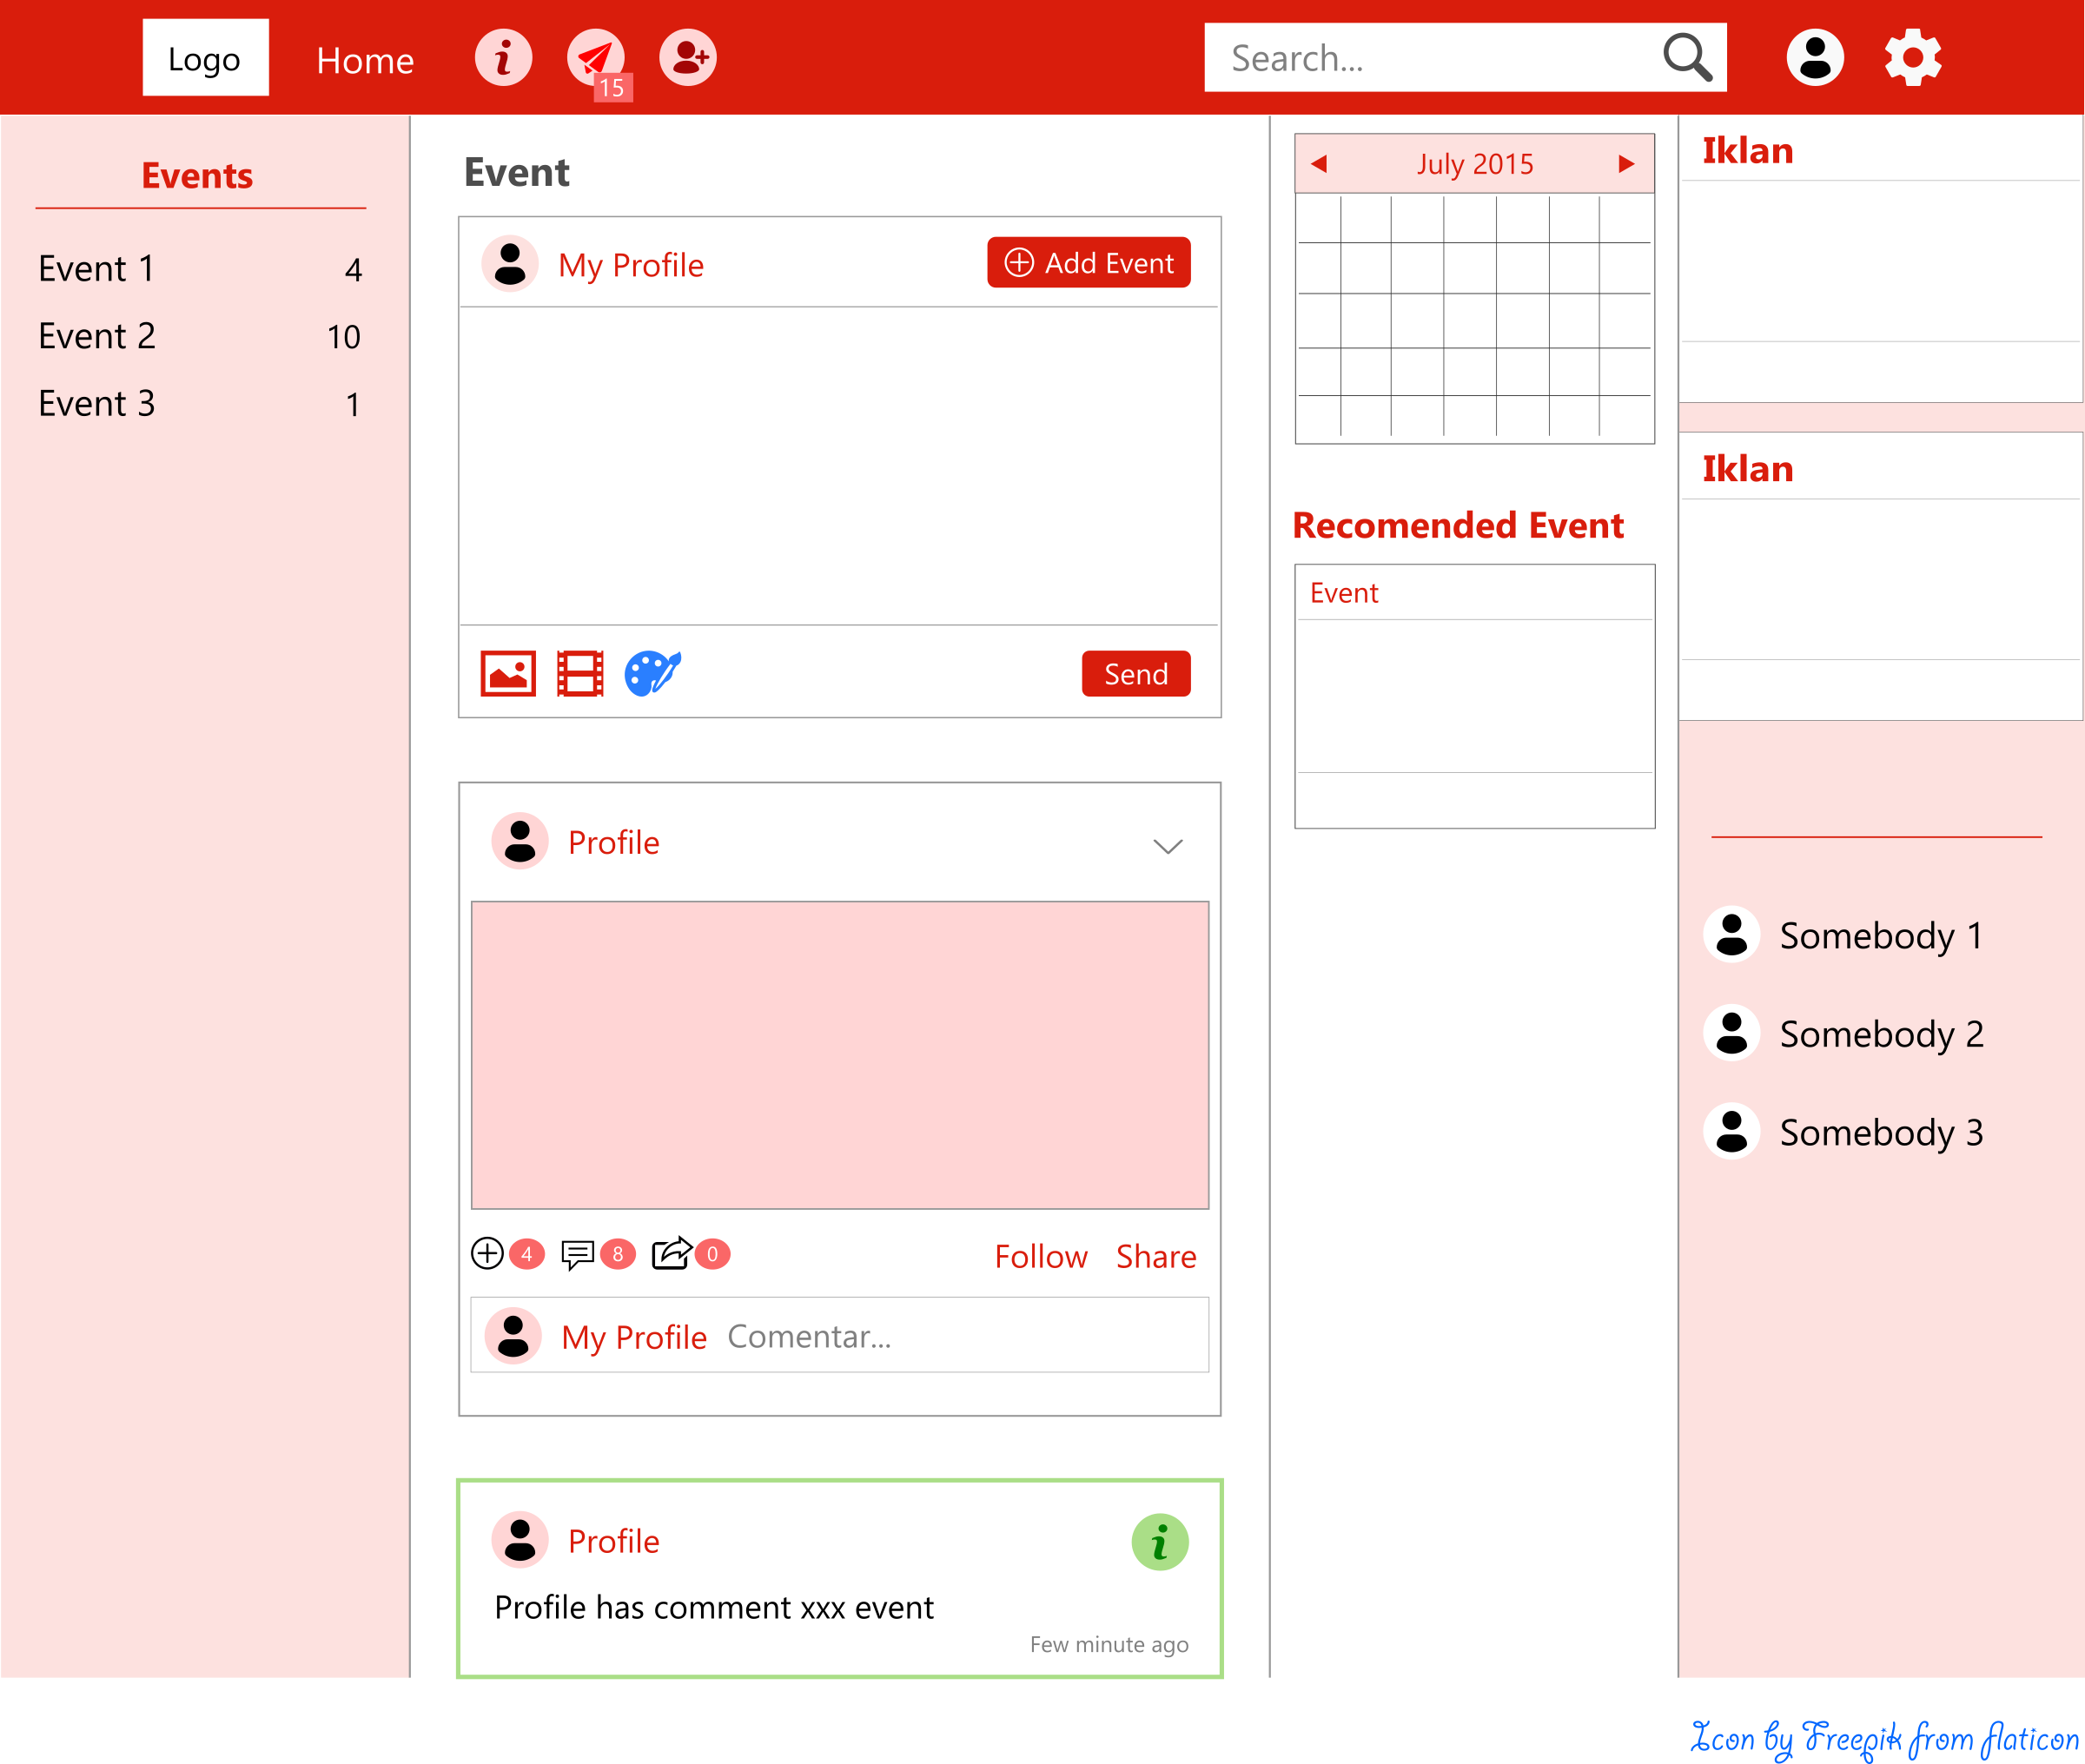 Logo
Home
i
15
Search...
Events
Event 1 4
Event 2 10
Event 3 1
Event
My Profile
Add Event
Send
Profile
4
8
0
Follow Share
My Profile Comentar...
Profile
i
Profile has comment xxx event
Few minute ago
July 2015
Recomended Event
Event
Iklan
Iklan
Somebody 1
Somebody 2
Somebody 3
Icon by Freepik from flaticon